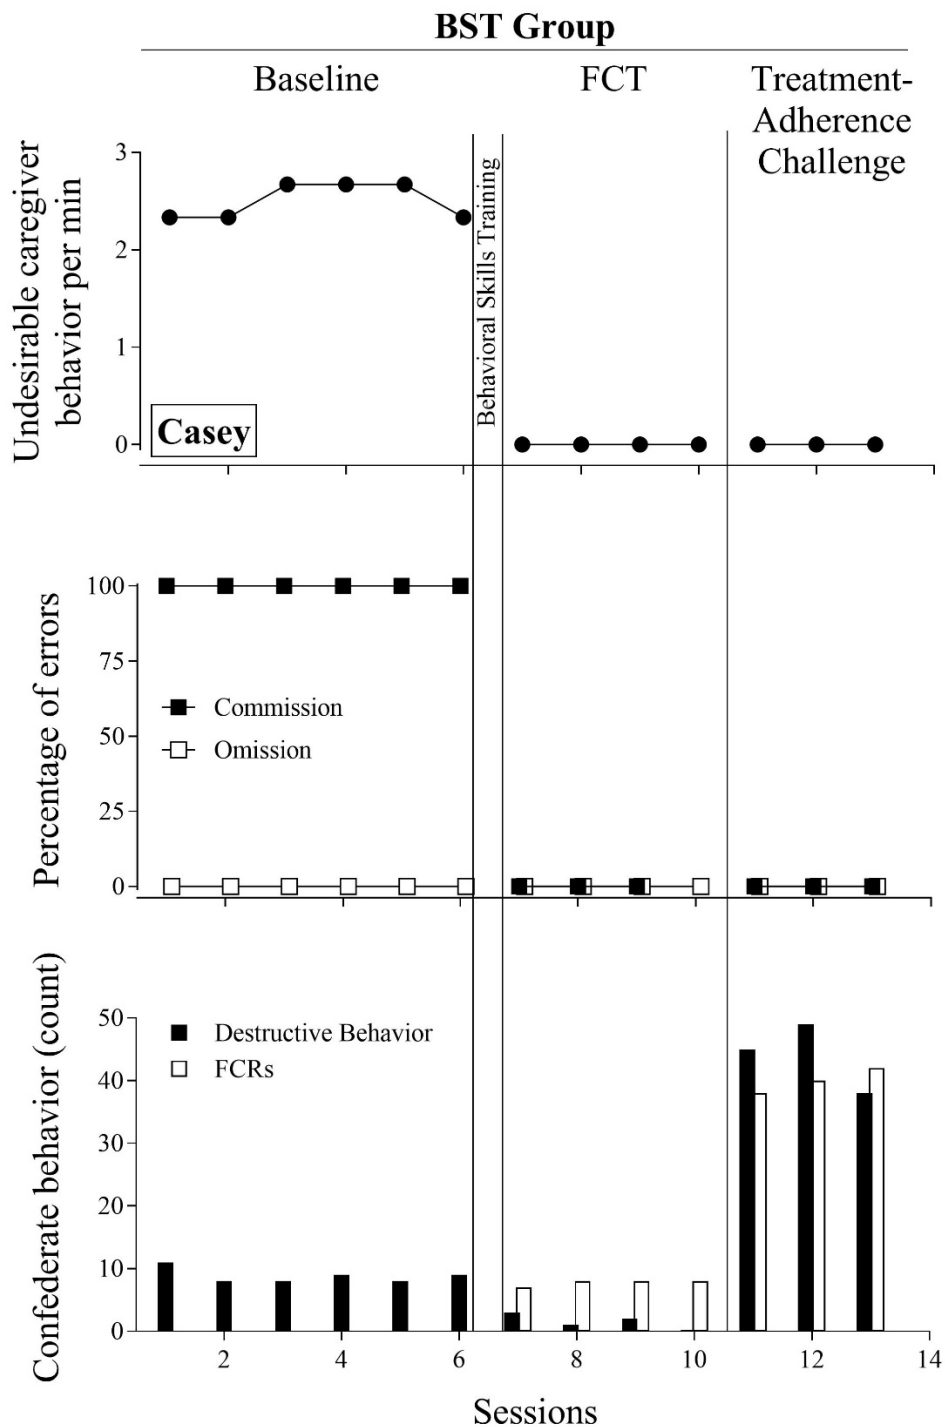 BST Group
Baseline
FCT
Treatment-
Adherence
Challenge
Undesirable caregiver
behavior per min
3
2
1
0
Casey
Behavioral Skills Training
Percentage of errors
100
75
50
25
0
Commission
Omission
Confederate behavior (count)
50
40
30
20
10
0
Destructive Behavior
FCRs
2 4 6 8 10 12 14
Sessions